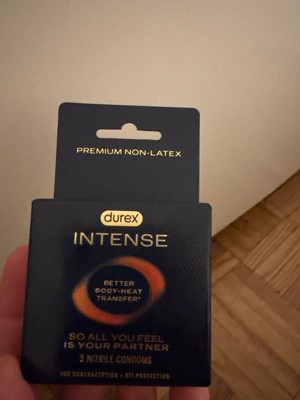 PREMIUM NON-LATEX
durex
INTENSE
BETTER
BODY-HEAT
TRANSFER*
SO ALL YOU FEEL
IS YOUR PARTNER
3 NITRILE CONDOMS
FOR CONTRACEPTION + STI PROTECTION